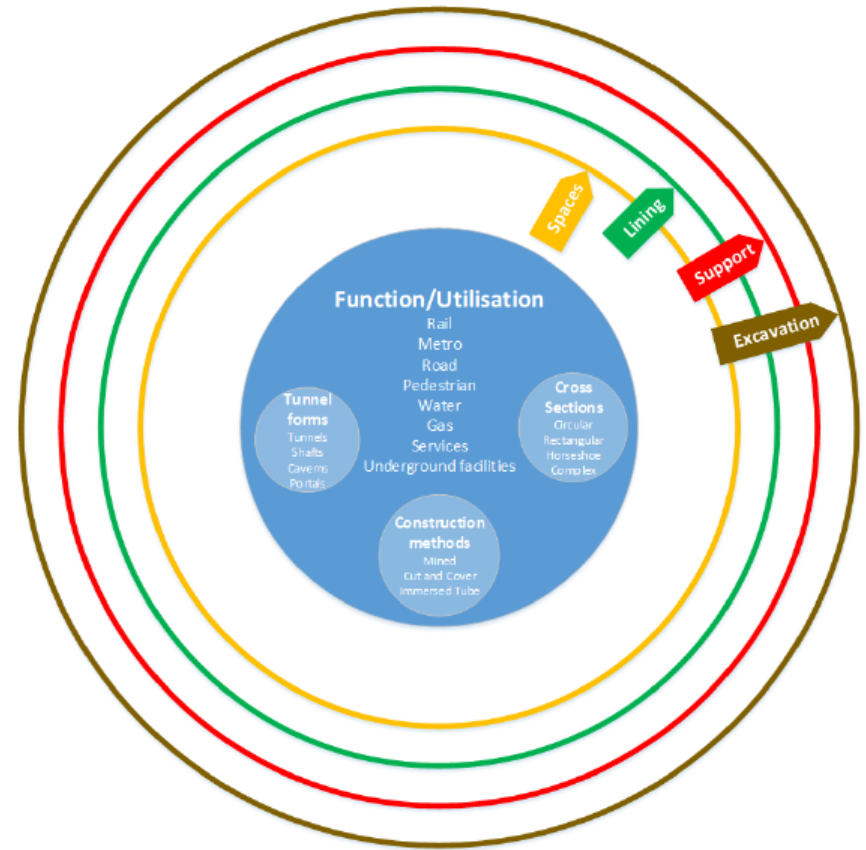 Spaces
Lining
Support
Excavation
Function/Utilisation
Rail
Metro
Road
Pedestrian
Water
Gas
Services
Underground facilities
Tunnel
forms
Tunnels
Shafts
Caverns
Portals
Cross
Sections
Circular
Rectangular
Horseshoe
Complex
Construction
methods
Mined
Cut and Cover
Immersed Tube